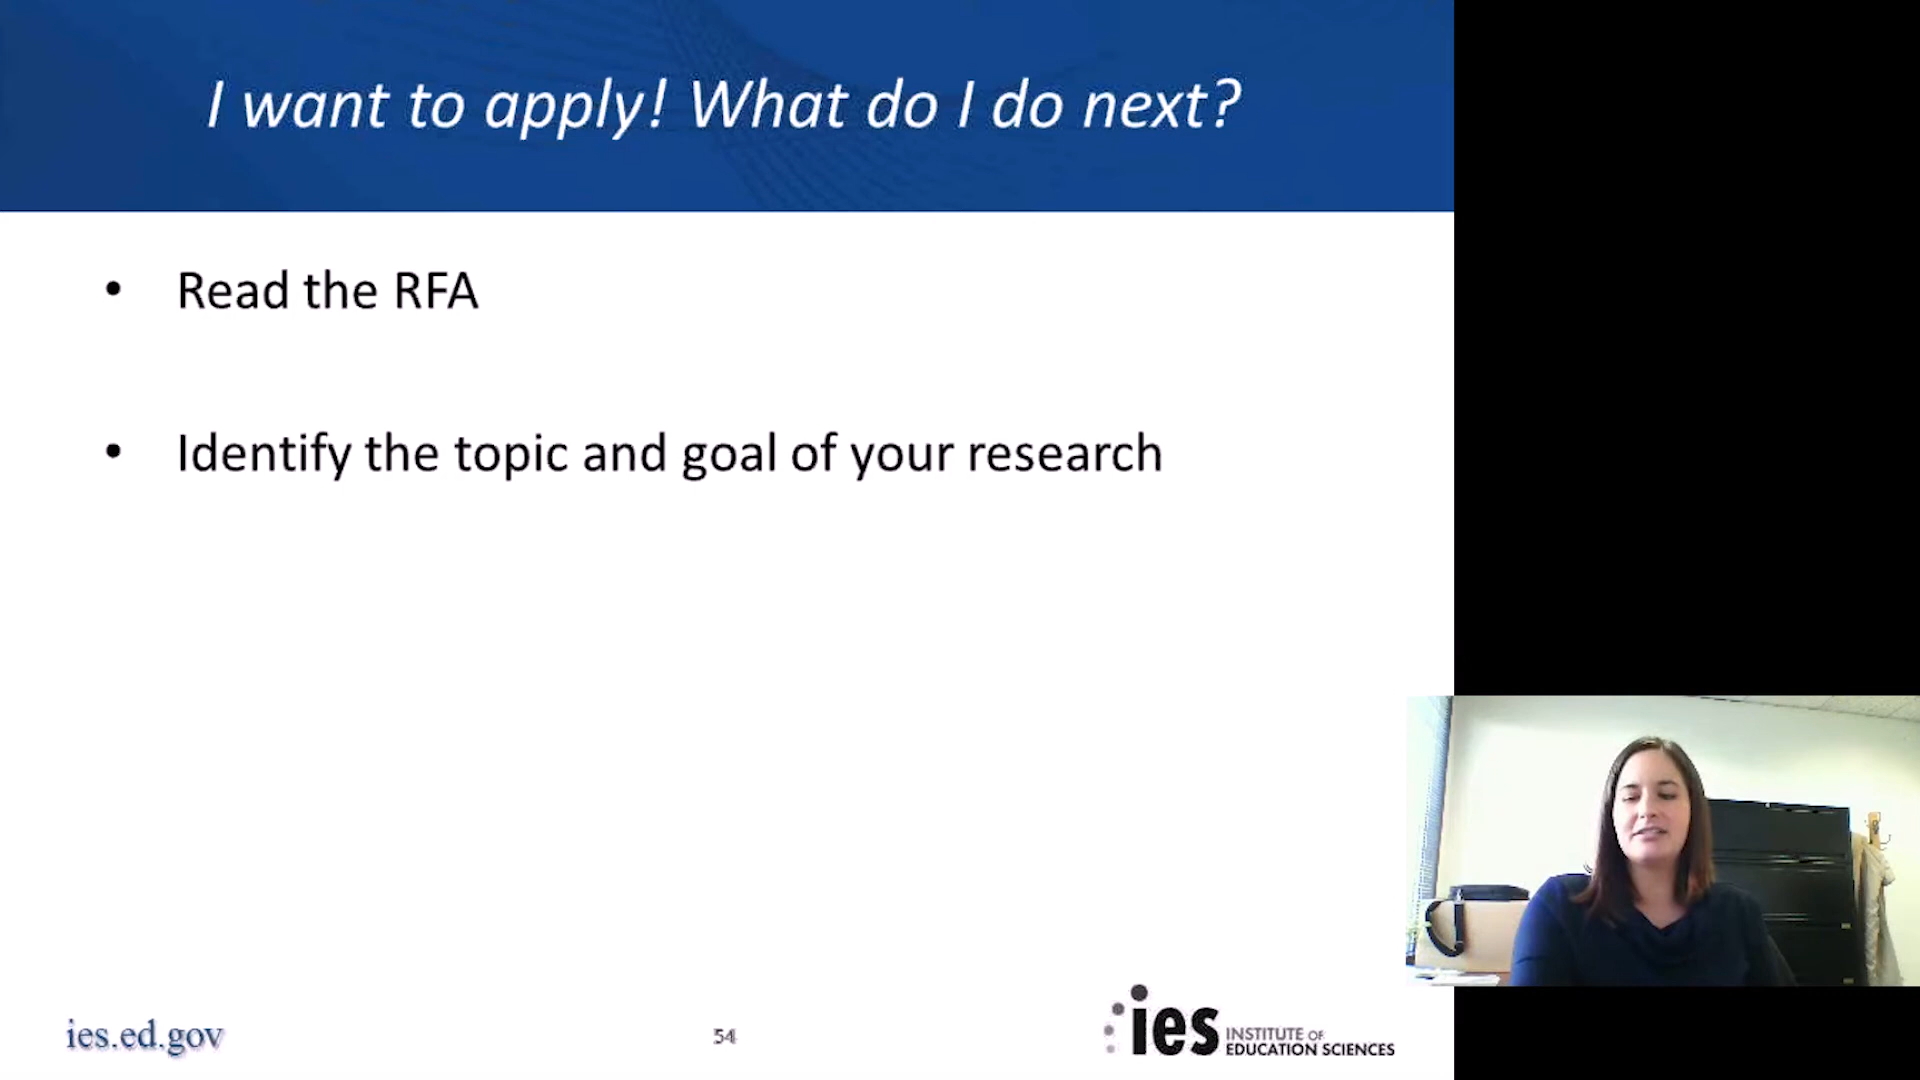 I want to apply! What do I do next?
• Read the RFA
• Identify the topic and goal of your research
ies.ed.gov
54
ies INSTITUTE OF
EDUCATION SCIENCES